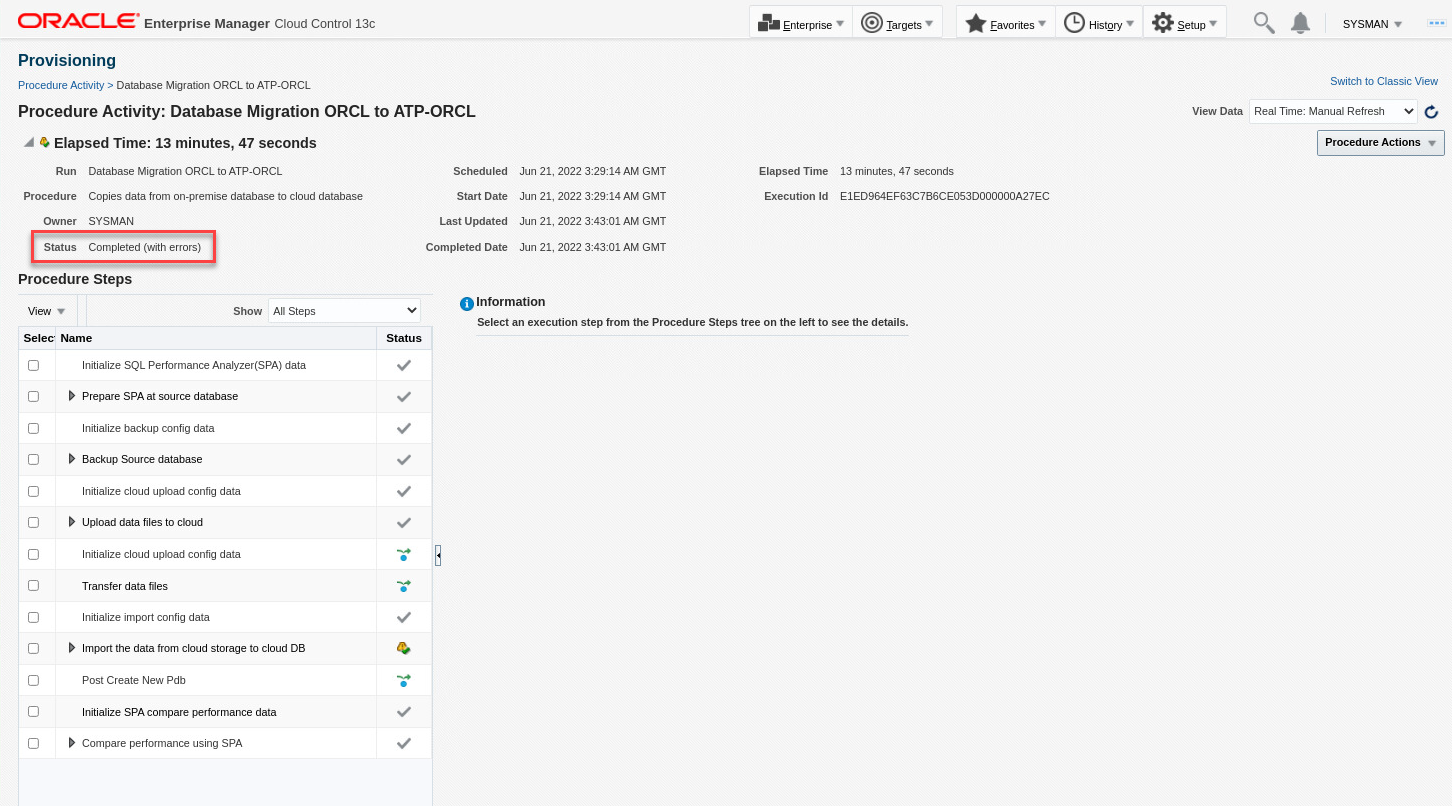 ORACLE Enterprise Manager Cloud Control 13c
Enterprise Targets Favorites History Setup SYSMAN
Provisioning
Procedure Activity > Database Migration ORCL to ATP-ORCL
Switch to Classic View
Procedure Activity: Database Migration ORCL to ATP-ORCL
View Data Real Time: Manual Refresh
Elapsed Time: 13 minutes, 47 seconds
Procedure Actions
Run Database Migration ORCL to ATP-ORCL Scheduled Jun 21, 2022 3:29:14 AM GMT Elapsed Time 13 minutes, 47 seconds
Procedure Copies data from on-premise database to cloud database Start Date Jun 21, 2022 3:29:14 AM GMT Execution Id E1ED964EF63C7B6CE053D000000A27EC
Owner SYSMAN Last Updated Jun 21, 2022 3:43:01 AM GMT
Status Completed (with errors) Completed Date Jun 21, 2022 3:43:01 AM GMT
Procedure Steps
View Show All Steps
Selec Name Status
Initialize SQL Performance Analyzer(SPA) data
Prepare SPA at source database
Initialize backup config data
Backup Source database
Initialize cloud upload config data
Upload data files to cloud
Initialize cloud upload config data
Transfer data files
Initialize import config data
Import the data from cloud storage to cloud DB
Post Create New Pdb
Initialize SPA compare performance data
Compare performance using SPA
Information
Select an execution step from the Procedure Steps tree on the left to see the details.